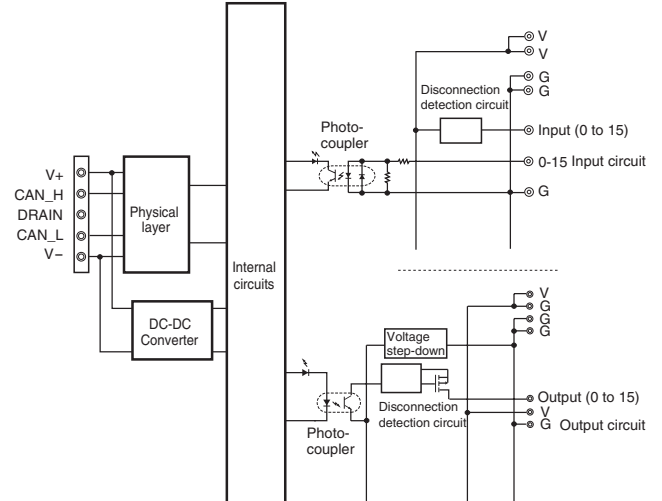 V
V
G
G
Disconnection
detection circuit
Input (0 to 15)
Photo-
coupler
0-15 Input circuit
G
V+
CAN_H
DRAIN
CAN_L
V−
Physical
layer
Internal
circuits
DC-DC
Converter
V
G
G
G
Voltage
step-down
Output (0 to 15)
Disconnection
detection circuit
V
G Output circuit
Photo-
coupler